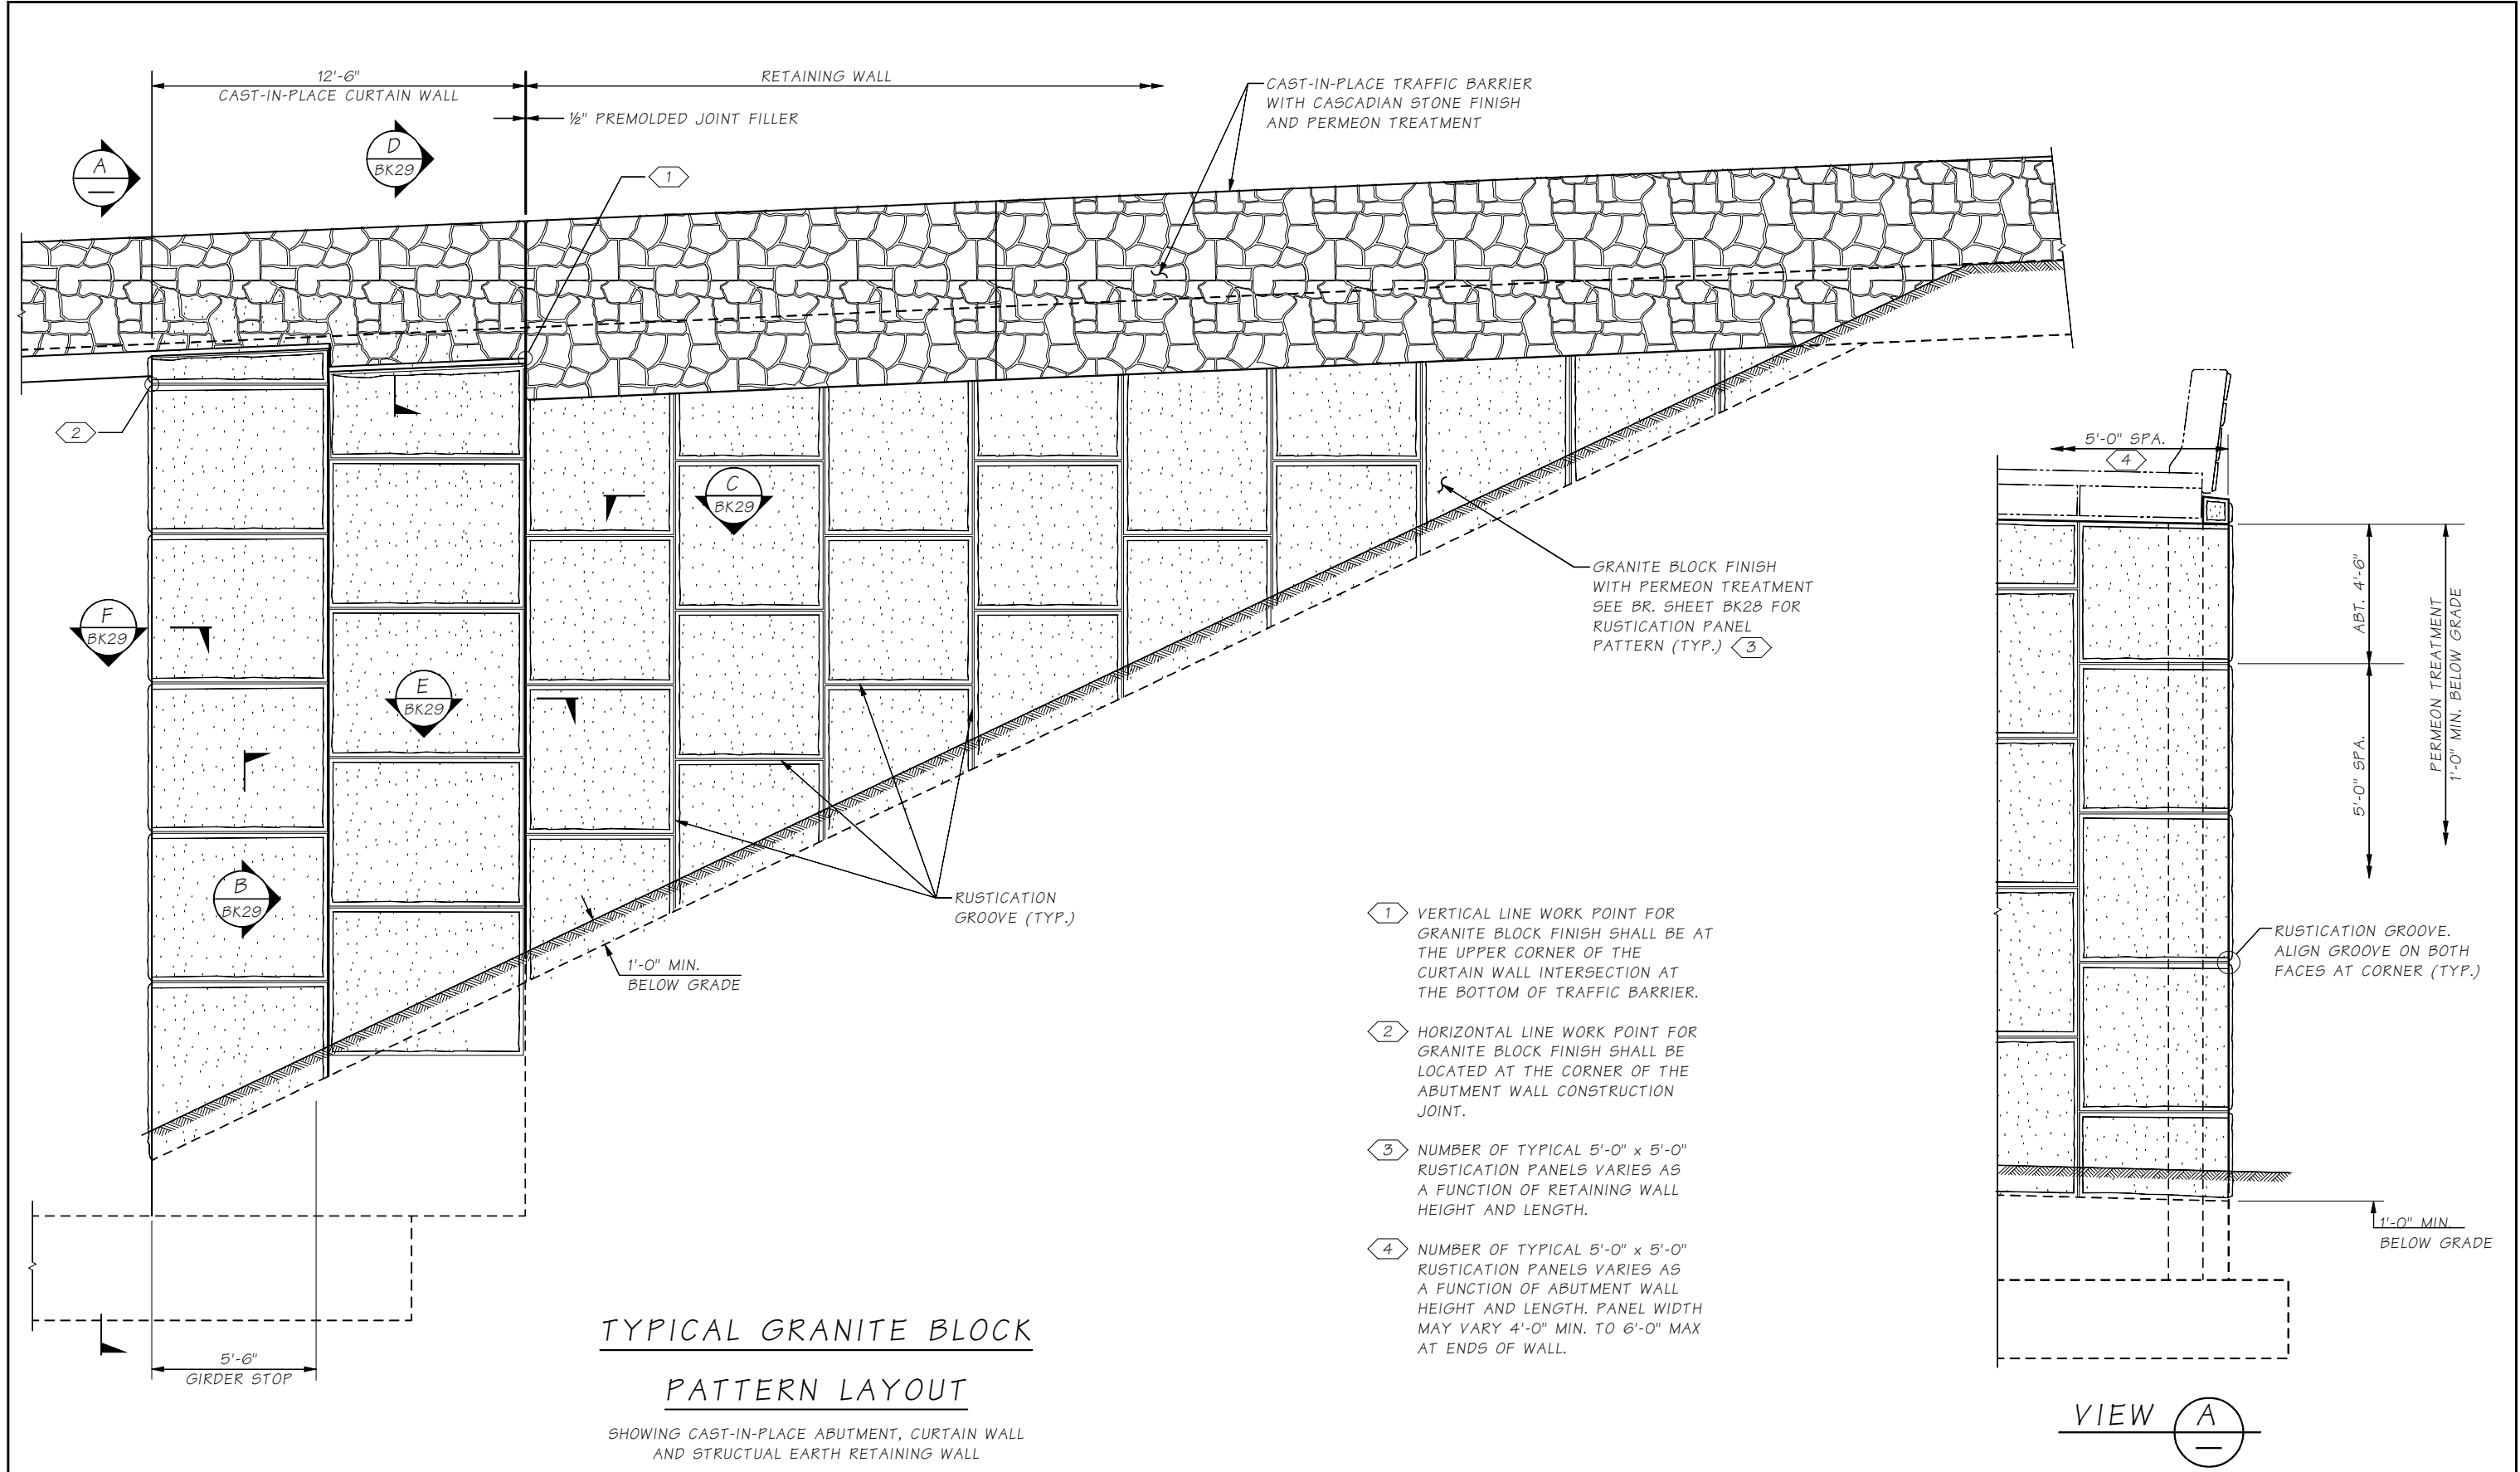 12'-6"
CAST-IN-PLACE CURTAIN WALL
RETAINING WALL
½" PREMOLDED JOINT FILLER
CAST-IN-PLACE TRAFFIC BARRIER
WITH CASCADIAN STONE FINISH
AND PERMEON TREATMENT
A
D
BK29
1
2
C
BK29
F
BK29
E
BK29
B
BK29
GRANITE BLOCK FINISH
WITH PERMEON TREATMENT
SEE BR. SHEET BK28 FOR
RUSTICATION PANEL
PATTERN (TYP.) 3
RUSTICATION
GROOVE (TYP.)
1'-0" MIN.
BELOW GRADE
5'-6"
GIRDER STOP
TYPICAL GRANITE BLOCK
PATTERN LAYOUT
SHOWING CAST-IN-PLACE ABUTMENT, CURTAIN WALL
AND STRUCTUAL EARTH RETAINING WALL
1 VERTICAL LINE WORK POINT FOR
GRANITE BLOCK FINISH SHALL BE AT
THE UPPER CORNER OF THE
CURTAIN WALL INTERSECTION AT
THE BOTTOM OF TRAFFIC BARRIER.
2 HORIZONTAL LINE WORK POINT FOR
GRANITE BLOCK FINISH SHALL BE
LOCATED AT THE CORNER OF THE
ABUTMENT WALL CONSTRUCTION
JOINT.
3 NUMBER OF TYPICAL 5'-0" x 5'-0"
RUSTICATION PANELS VARIES AS
A FUNCTION OF RETAINING WALL
HEIGHT AND LENGTH.
4 NUMBER OF TYPICAL 5'-0" x 5'-0"
RUSTICATION PANELS VARIES AS
A FUNCTION OF ABUTMENT WALL
HEIGHT AND LENGTH. PANEL WIDTH
MAY VARY 4'-0" MIN. TO 6'-0" MAX
AT ENDS OF WALL.
5'-0" SPA.
4
ABT. 4'-6"
5'-0" SPA.
PERMEON TREATMENT
1'-0" MIN. BELOW GRADE
RUSTICATION GROOVE.
ALIGN GROOVE ON BOTH
FACES AT CORNER (TYP.)
1'-0" MIN.
BELOW GRADE
VIEW A